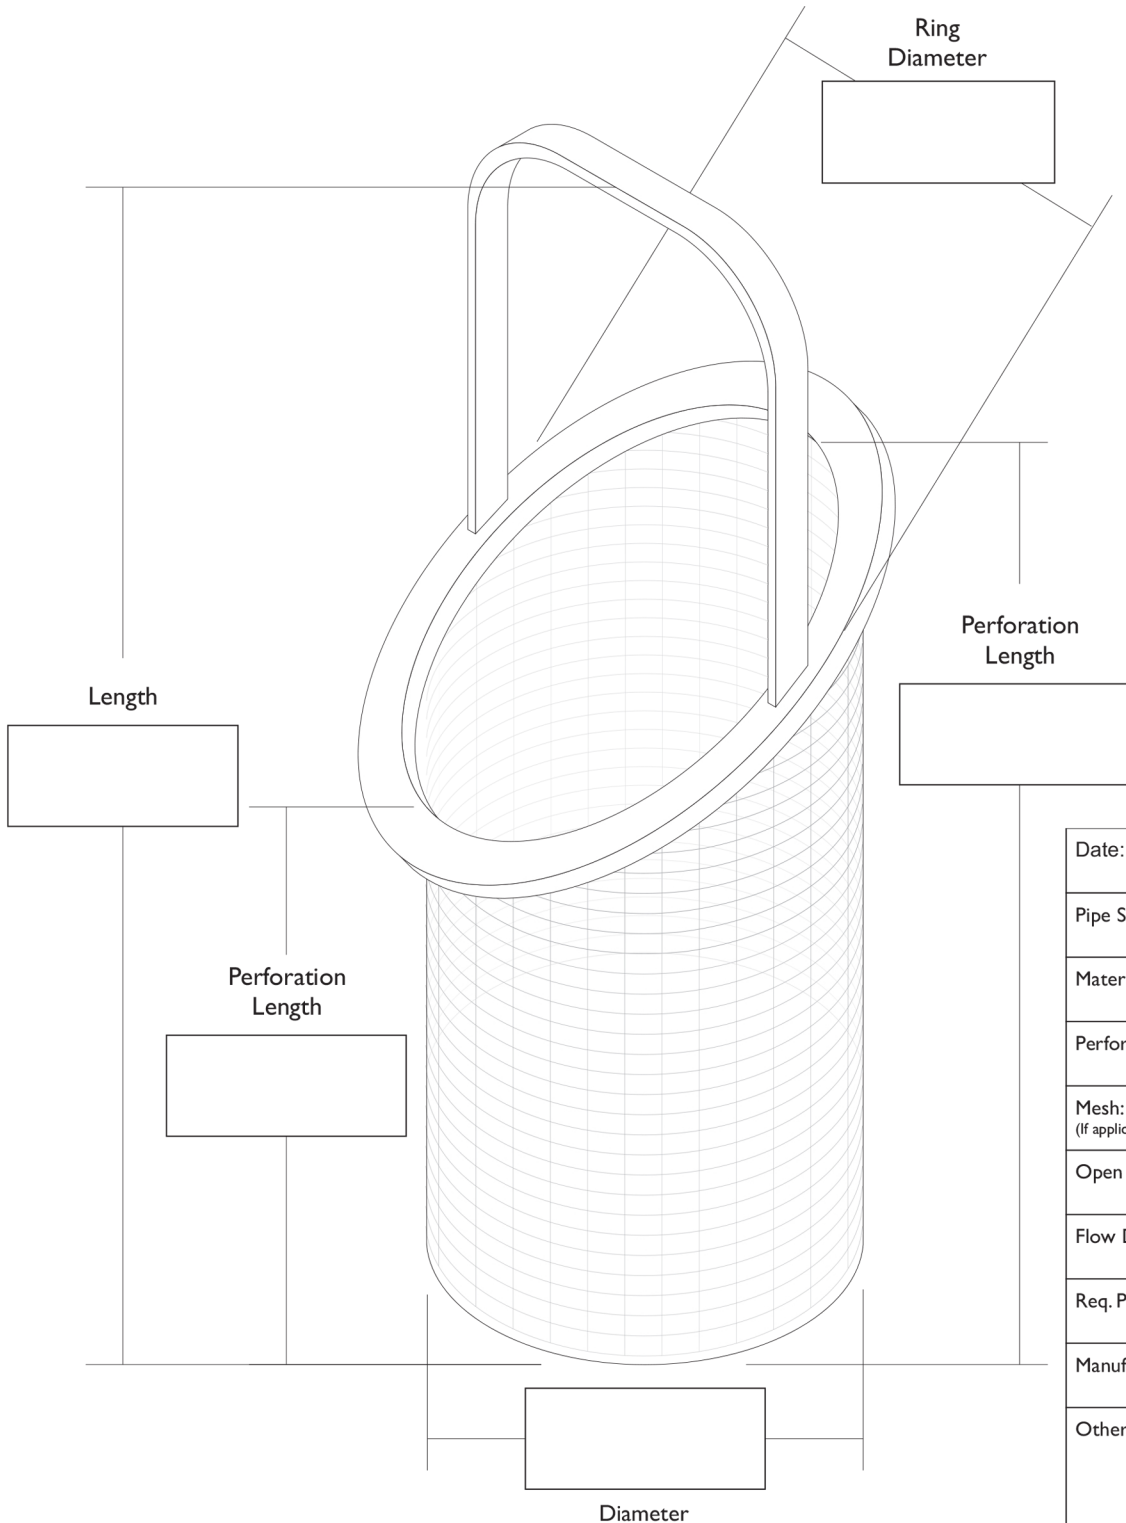 Ring
Diameter
Length
Perforation
Length
Perforation
Length
Diameter
Date:
Pipe S
Mater
Perfor
Mesh:
(If applic
Open
Flow D
Req. P
Manuf
Other